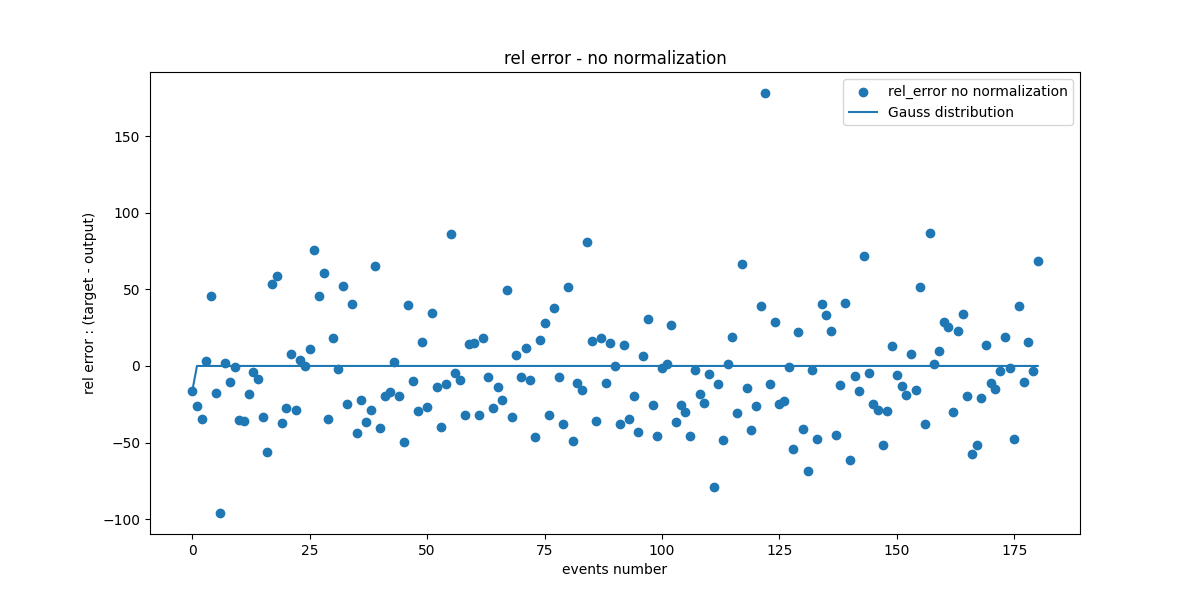 rel error - no normalization
rel_error no normalization
Gauss distribution
150
100
50
0
−50
−100
rel error : (target - output)
0
25
50
75
100
125
150
175
events number